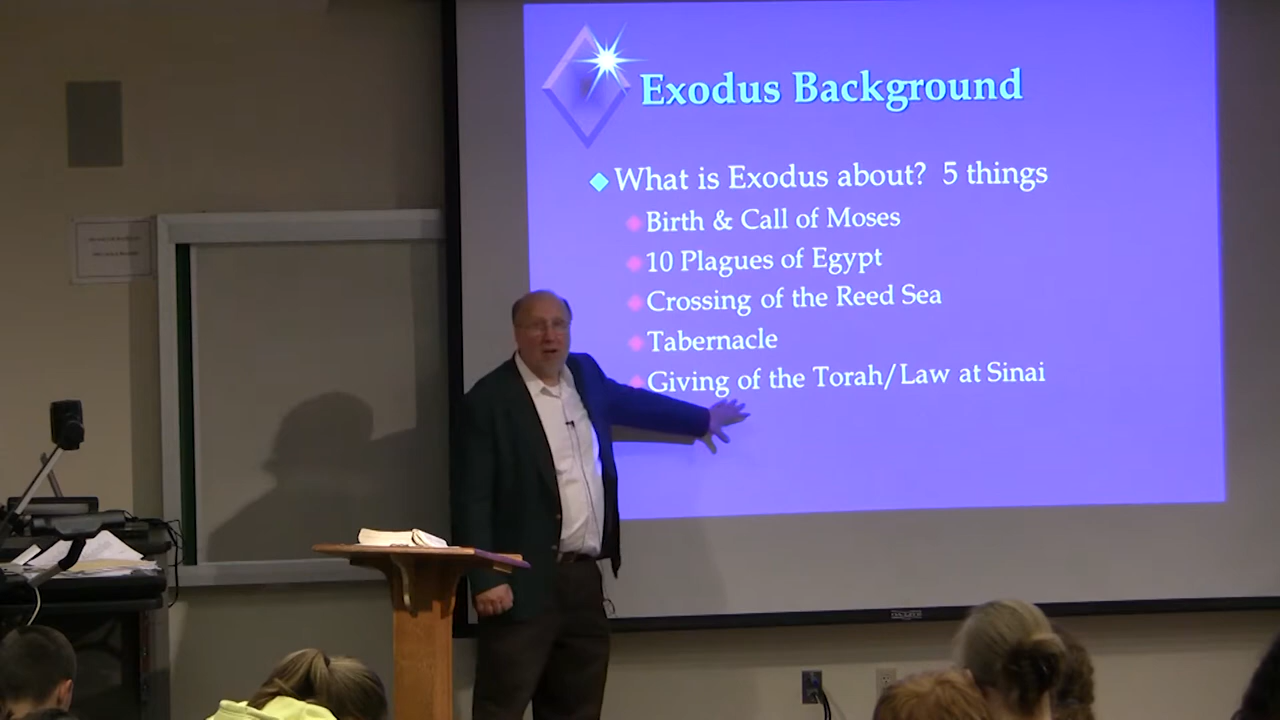 Exodus Background
What is Exodus about? 5 things
Birth & Call of Moses
10 Plagues of Egypt
Crossing of the Reed Sea
Tabernacle
Giving of the Torah/Law at Sinai